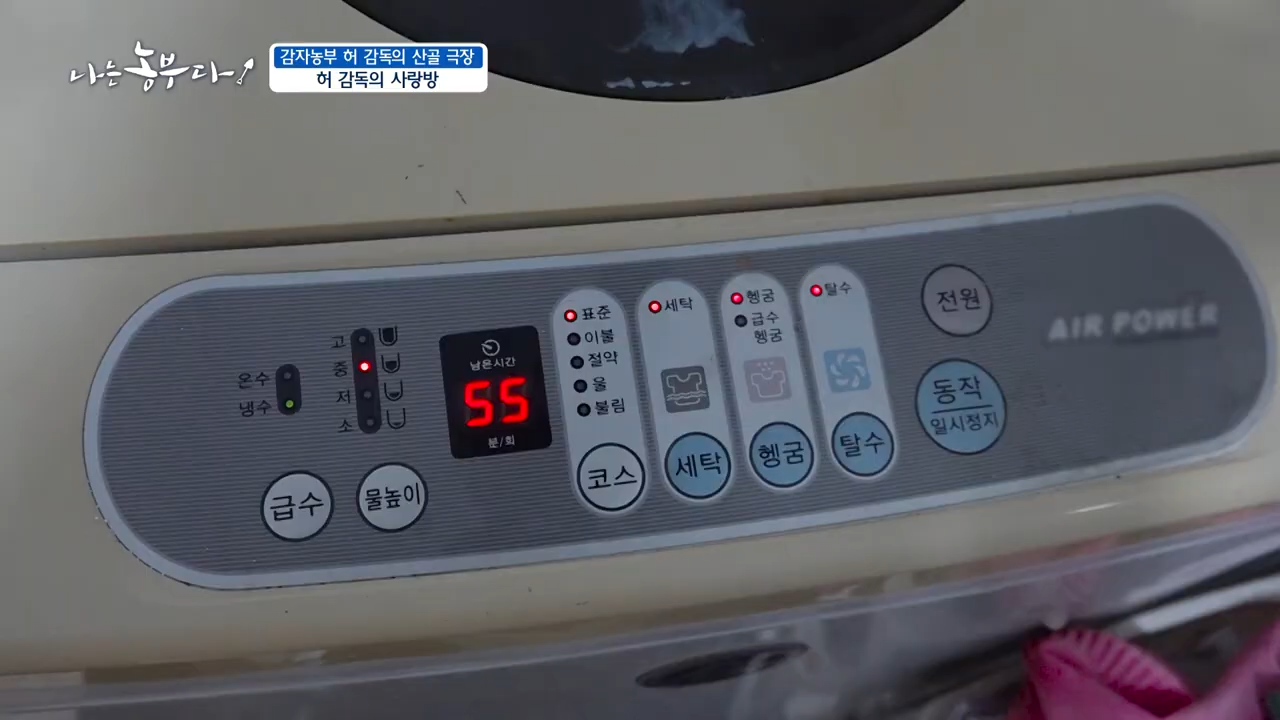 나는 농부다!
감자농부 허 감독의 산골 극장
허 감독의 사랑방
온수
냉수
고
중
저
소
급수
물높이
남은시간
55
분/회
표준
이불
절약
울
불림
코스
세탁
세탁
헹굼
급수
헹굼
헹굼
탈수
탈수
전원
동작
일시정지
AIR POWER